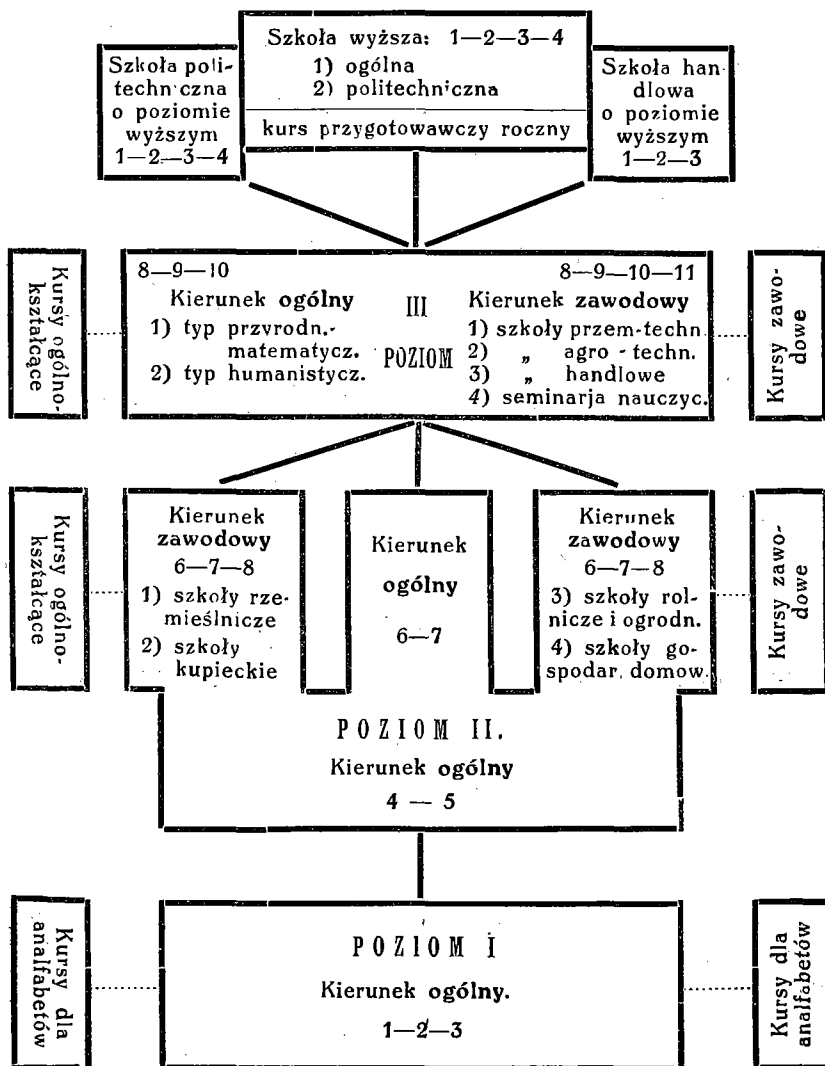 Szkoła poli-
techniczna
o poziomie
wyższym
1—2—3—4
Szkoła wyższa: 1—2—3—4
1) ogólna
2) politechniczna
kurs przygotowawczy roczny
Szkoła han-
dlowa
o poziomie
wyższym
1—2—3
Kursy ogólno-
kształcące
8—9—10
Kierunek ogólny
1) typ przyrodn.-
matematycz.
2) typ humanistycz.
III
POZIOM
8—9—10—11
Kierunek zawodowy
1) szkoły przem-techn.
2) „ agro-techn.
3) „ handlowe
4) seminarja nauczyc.
Kursy zawo-
dowe
Kursy ogólno-
kształcące
Kierunek
zawodowy
6—7—8
1) szkoły rze-
mieślnicze
2) szkoły
kupieckie
Kierunek
ogólny
6—7
Kierunek
zawodowy
6—7—8
3) szkoły rol-
nicze i ogrodn.
4) szkoły go-
spodar. domow.
Kursy zawo-
dowe
POZIOM II.
Kierunek ogólny
4 — 5
Kursy dla
analfabetów
POZIOM I
Kierunek ogólny.
1—2—3
Kursy dla
analfabetów